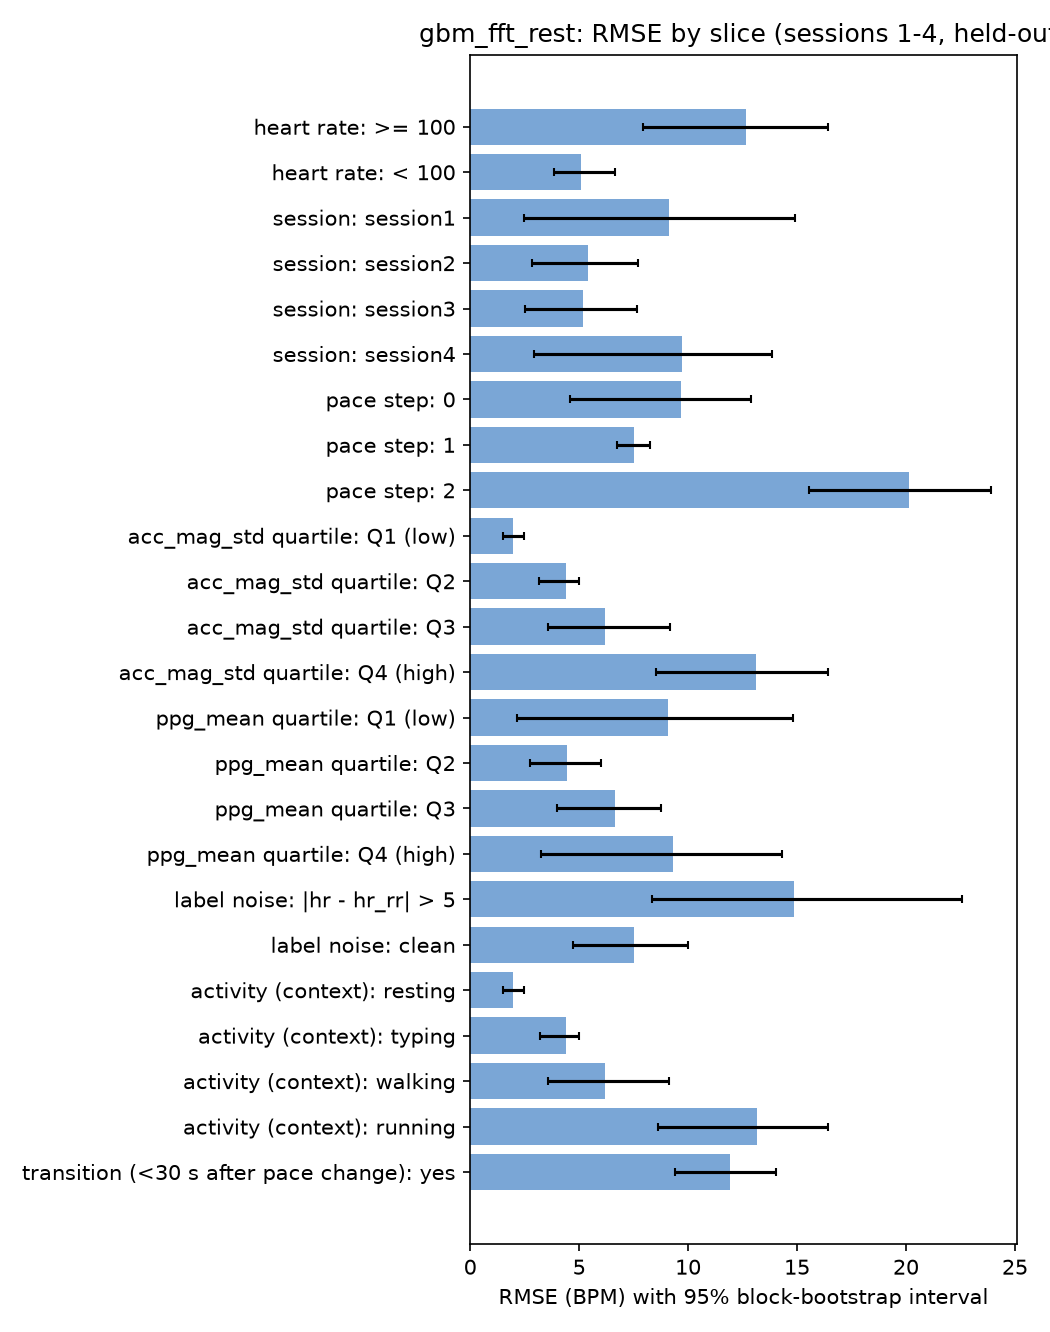 gbm_fft_rest: RMSE by slice (sessions 1-4, held-out
heart rate: >= 100
heart rate: < 100
session: session1
session: session2
session: session3
session: session4
pace step: 0
pace step: 1
pace step: 2
acc_mag_std quartile: Q1 (low)
acc_mag_std quartile: Q2
acc_mag_std quartile: Q3
acc_mag_std quartile: Q4 (high)
ppg_mean quartile: Q1 (low)
ppg_mean quartile: Q2
ppg_mean quartile: Q3
ppg_mean quartile: Q4 (high)
label noise: |hr - hr_rr| > 5
label noise: clean
activity (context): resting
activity (context): typing
activity (context): walking
activity (context): running
transition (<30 s after pace change): yes
0 5 10 15 20 25
RMSE (BPM) with 95% block-bootstrap interval